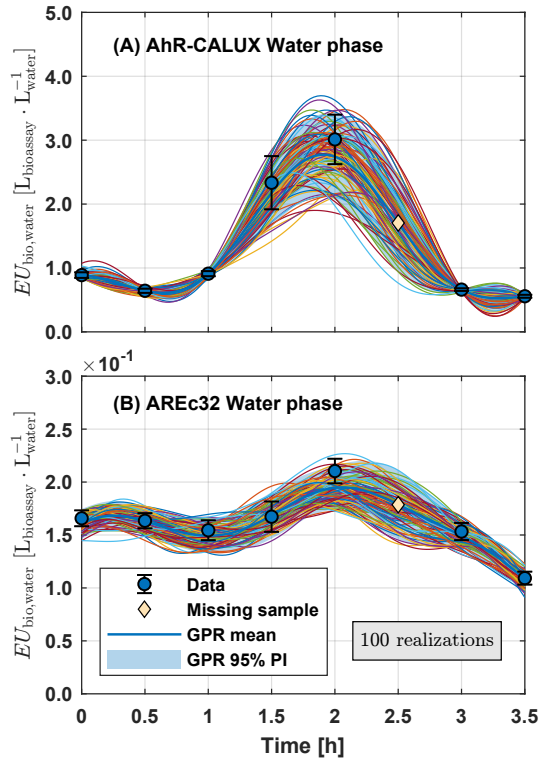 (A) AhR-CALUX Water phase
EU_bio,water [L_bioassay · L_water^-1]
5.0
4.0
3.0
2.0
1.0
0.0
× 10^-1
(B) AREc32 Water phase
EU_bio,water [L_bioassay · L_water^-1]
3.0
2.5
2.0
1.5
1.0
0.5
0.0
Data
Missing sample
GPR mean
GPR 95% PI
100 realizations
0 0.5 1.0 1.5 2.0 2.5 3.0 3.5
Time [h]